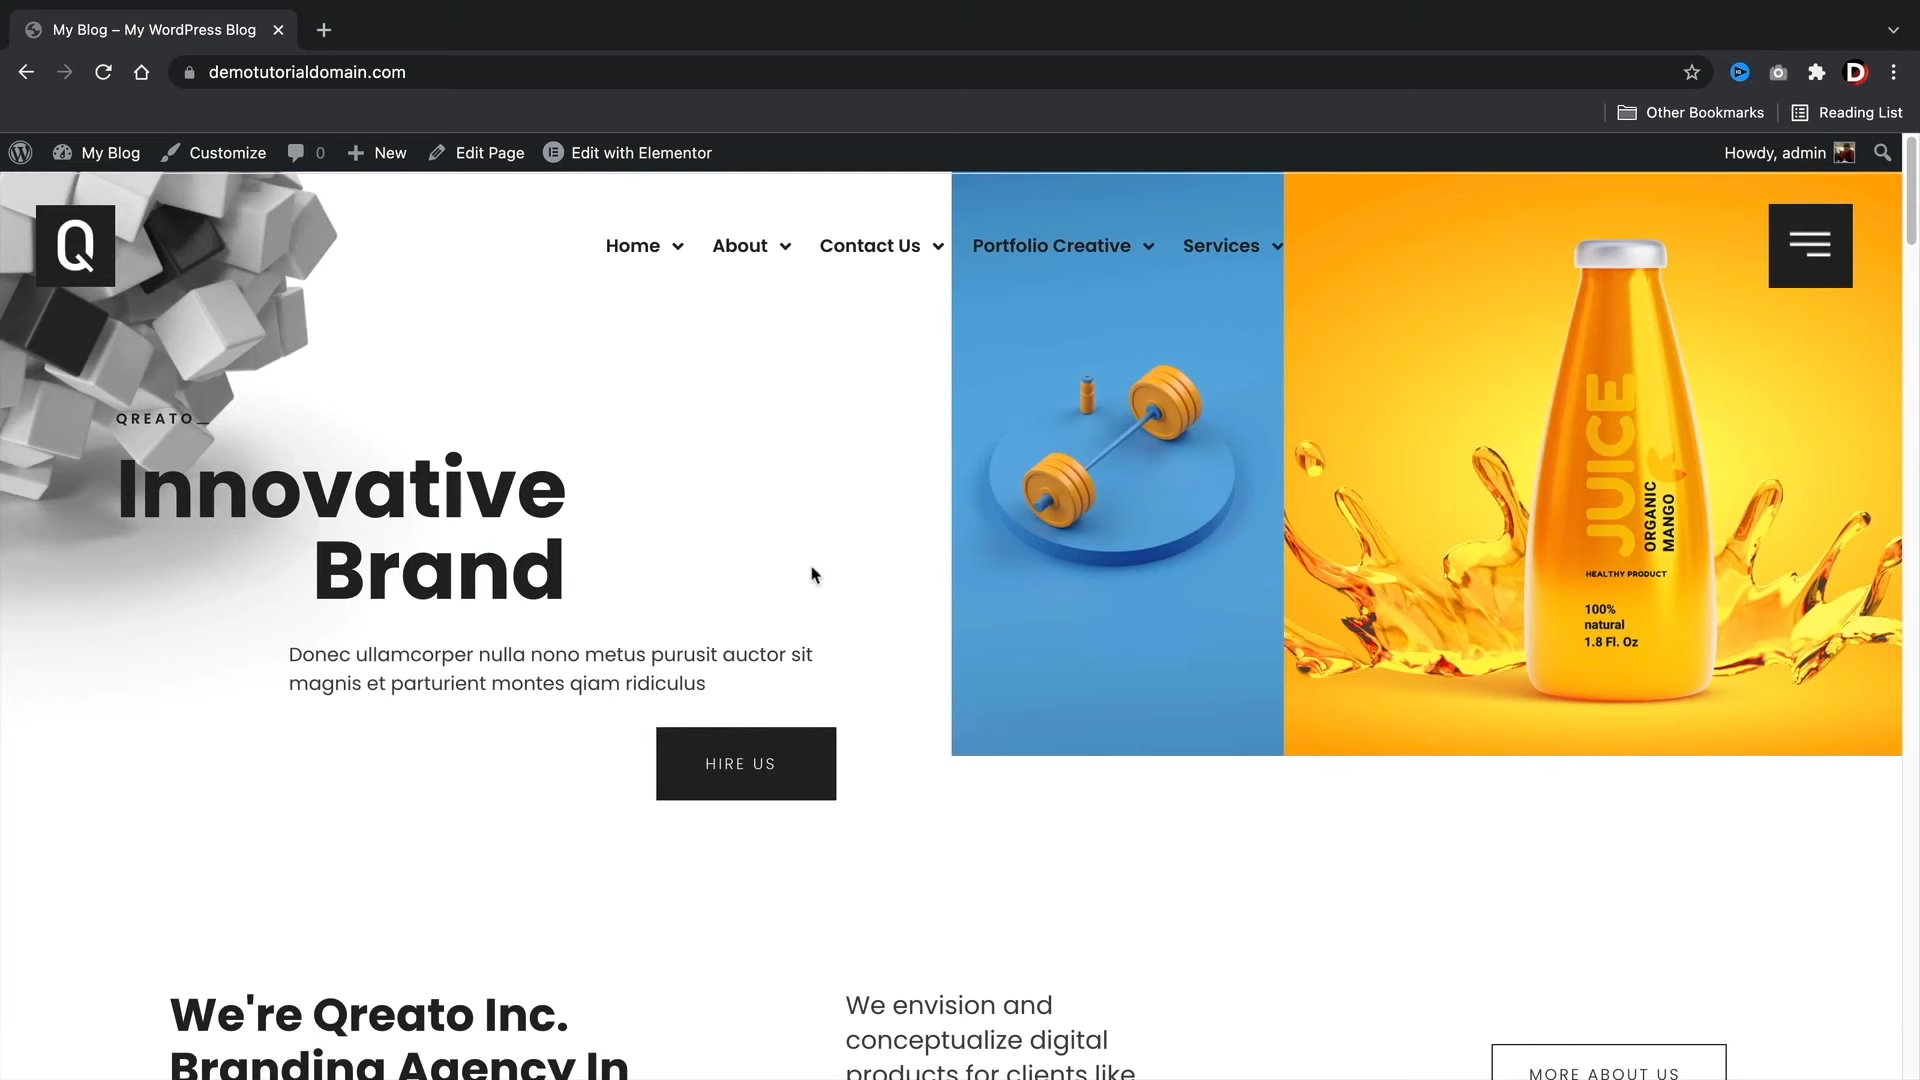 My Blog – My WordPress Blog
demotutorialdomain.com
Other Bookmarks
Reading List
My Blog
Customize
0
New
Edit Page
Edit with Elementor
Howdy, admin
Q
Home
About
Contact Us
Portfolio Creative
Services
QREATO_
Innovative
Brand
Donec ullamcorper nulla nono metus purusit auctor sit
magnis et parturient montes qiam ridiculus
HIRE US
JUICE
ORGANIC
MANGO
HEALTHY PRODUCT
100%
natural
1.8 Fl. Oz
We're Qreato Inc.
Branding Agency In
We envision and
conceptualize digital
products for clients like
MORE ABOUT US